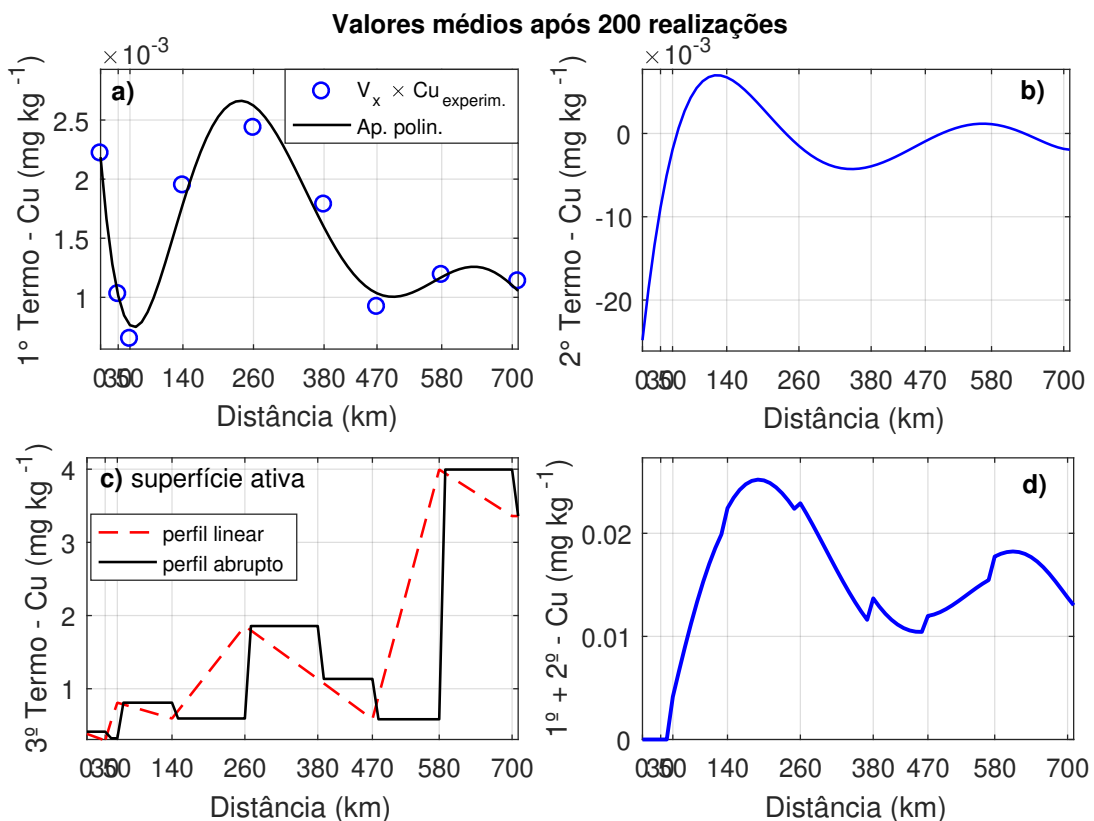 Valores médios após 200 realizações
×10⁻³
a)
V_x × Cu_experim.
Ap. polin.
2.5
2
1.5
1
1° Termo - Cu (mg kg ⁻¹)
0 30 50 140 260 380 470 580 700
Distância (km)
×10⁻³
b)
0
-10
-20
2° Termo - Cu (mg kg ⁻¹)
0 30 50 140 260 380 470 580 700
Distância (km)
c) superfície ativa
perfil linear
perfil abrupto
4
3
2
1
3º Termo - Cu (mg kg ⁻¹)
0 30 50 140 260 380 470 580 700
Distância (km)
d)
0.02
0.01
0
1º + 2º - Cu (mg kg ⁻¹)
0 30 50 140 260 380 470 580 700
Distância (km)